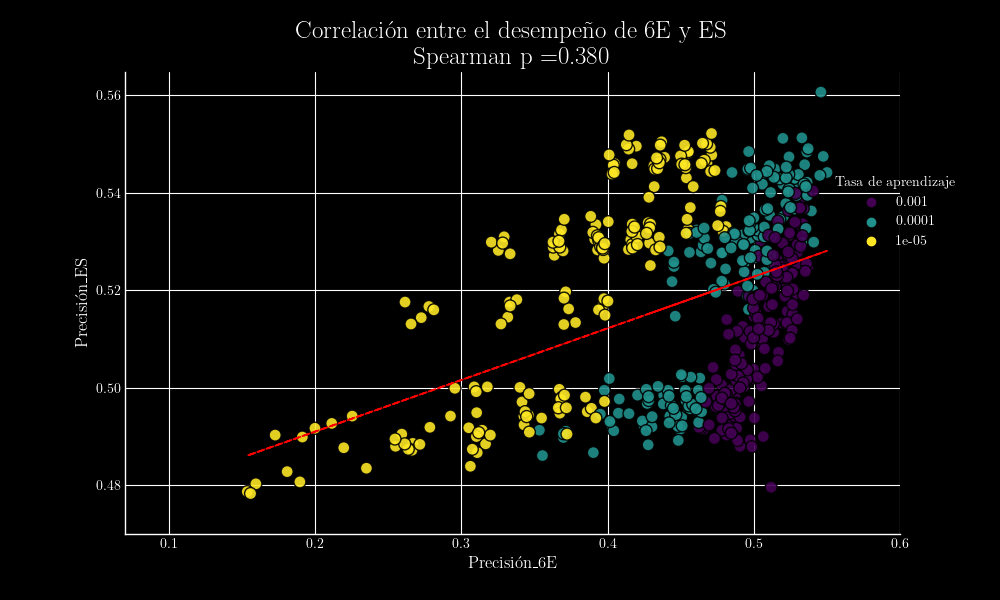 Correlación entre el desempeño de 6E y ES
Spearman p =0.380
0.56
0.54
0.52
0.50
0.48
Precisión_ES
0.1
0.2
0.3
0.4
0.5
0.6
Precisión_6E
Tasa de aprendizaje
0.001
0.0001
1e-05